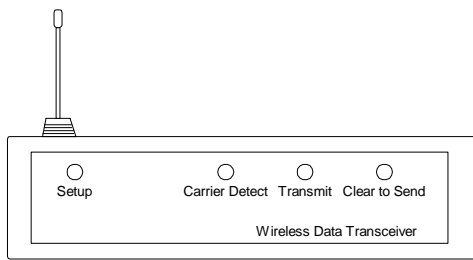 Setup Carrier Detect Transmit Clear to Send
Wireless Data Transceiver